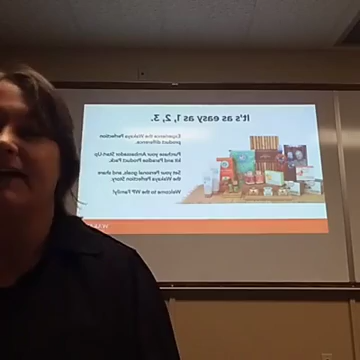 It's as easy as 1, 2, 3.
Experience the Wakaya Perfection
product difference.
Purchase your Ambassador Start-Up
kit and Paradise Product Pack.
Set your Personal goals and share
the Wakaya Perfection Story
Welcome to the WP Family!